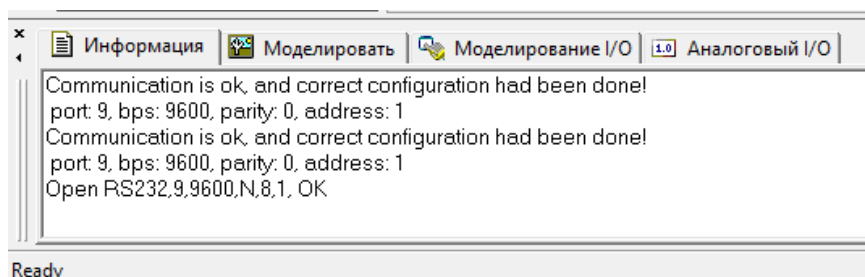 Информация Моделировать Моделирование I/O 1.0 Аналоговый I/O
Communication is ok, and correct configuration had been done!
port: 9, bps: 9600, parity: 0, address: 1
Communication is ok, and correct configuration had been done!
port: 9, bps: 9600, parity: 0, address: 1
Open RS232,9,9600,N,8,1, OK
Ready